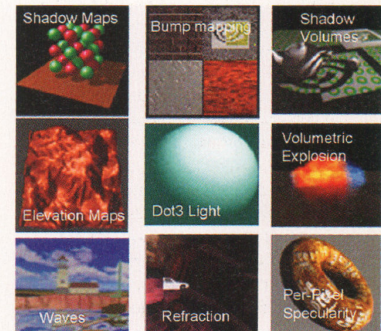 Shadow Maps
Bump mapping
Shadow
Volumes
Elevation Maps
Dot3 Light
Volumetric
Explosion
Waves
Refraction
Per-Pixel
Specularity